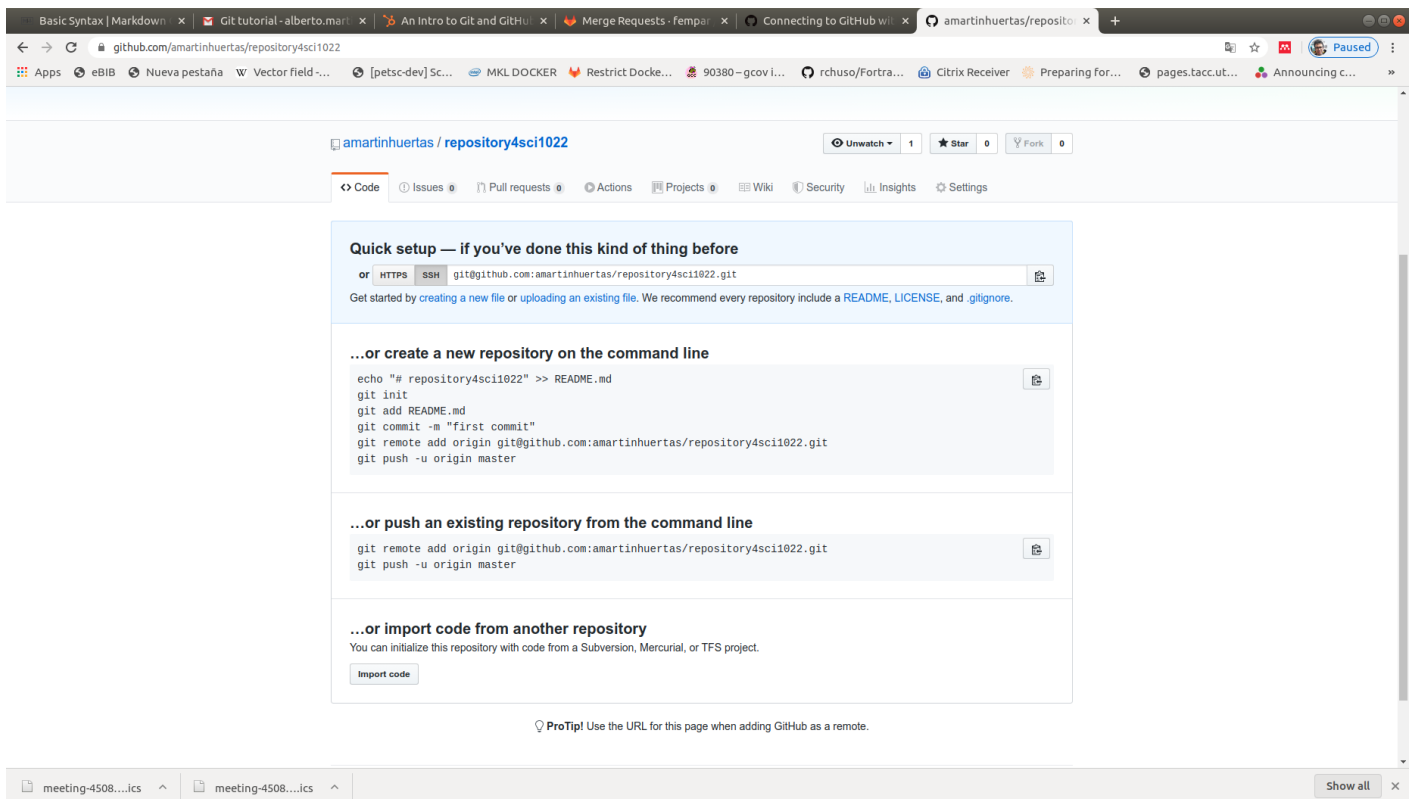 Basic Syntax | Markdown
Git tutorial - alberto.mart
An Intro to Git and GitHub
Merge Requests · fempar
Connecting to GitHub wit
amartinhuertas/reposito
github.com/amartinhuertas/repository4sci1022
Paused
Apps
eBIB
Nueva pestaña
Vector field -...
[petsc-dev] Sc...
MKL DOCKER
Restrict Docke...
90380 – gcov i...
rchuso/Fortra...
Citrix Receiver
Preparing for...
pages.tacc.ut...
Announcing c...
»
amartinhuertas / repository4sci1022
Unwatch 1
Star 0
Fork 0
<> Code
Issues 0
Pull requests 0
Actions
Projects 0
Wiki
Security
Insights
Settings
Quick setup — if you've done this kind of thing before
or HTTPS SSH git@github.com:amartinhuertas/repository4sci1022.git
Get started by creating a new file or uploading an existing file. We recommend every repository include a README, LICENSE, and .gitignore.
…or create a new repository on the command line
echo "# repository4sci1022" >> README.md
git init
git add README.md
git commit -m "first commit"
git remote add origin git@github.com:amartinhuertas/repository4sci1022.git
git push -u origin master
…or push an existing repository from the command line
git remote add origin git@github.com:amartinhuertas/repository4sci1022.git
git push -u origin master
…or import code from another repository
You can initialize this repository with code from a Subversion, Mercurial, or TFS project.
Import code
ProTip! Use the URL for this page when adding GitHub as a remote.
meeting-4508....ics
meeting-4508....ics
Show all